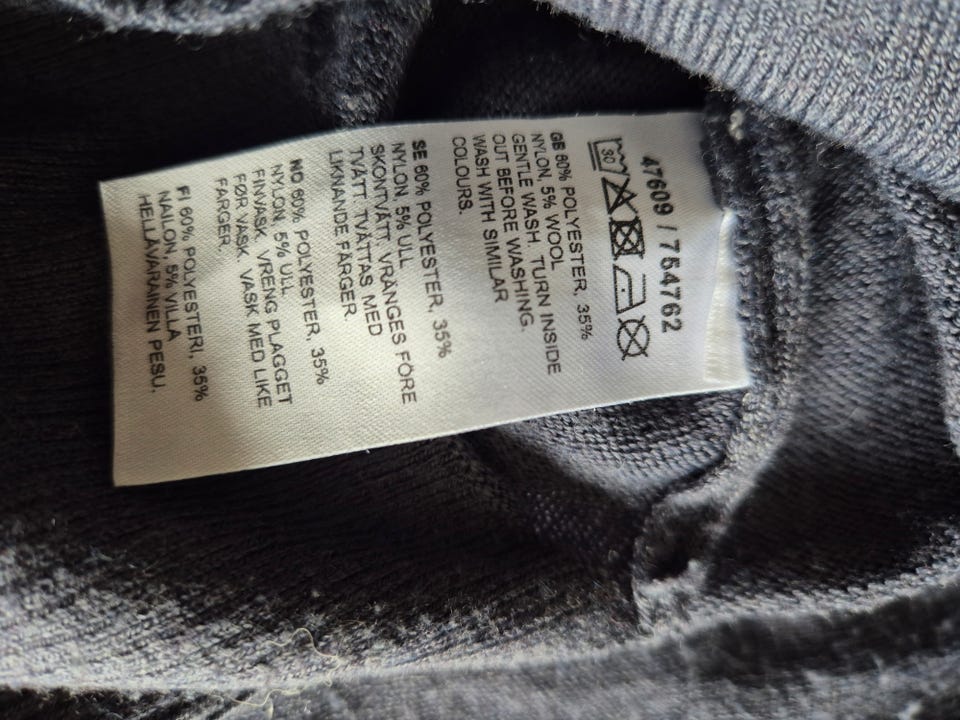 47609 / 754762
30
GB 60% POLYESTER, 35%
NYLON, 5% WOOL
GENTLE WASH. TURN INSIDE
OUT BEFORE WASHING.
WASH WITH SIMILAR
COLOURS.
SE 60% POLYESTER, 35%
NYLON, 5% ULL
SKONTVÄTT. VRÄNGES FÖRE
TVÄTT. TVÄTTAS MED
LIKNANDE FÄRGER.
NO 60% POLYESTER, 35%
NYLON, 5% ULL
FINVASK. VRENG PLAGGET
FØR VASK. VASK MED LIKE
FARGER.
FI 60% POLYESTERI, 35%
NAILON, 5% VILLA
HELLÄVARAINEN PESU.